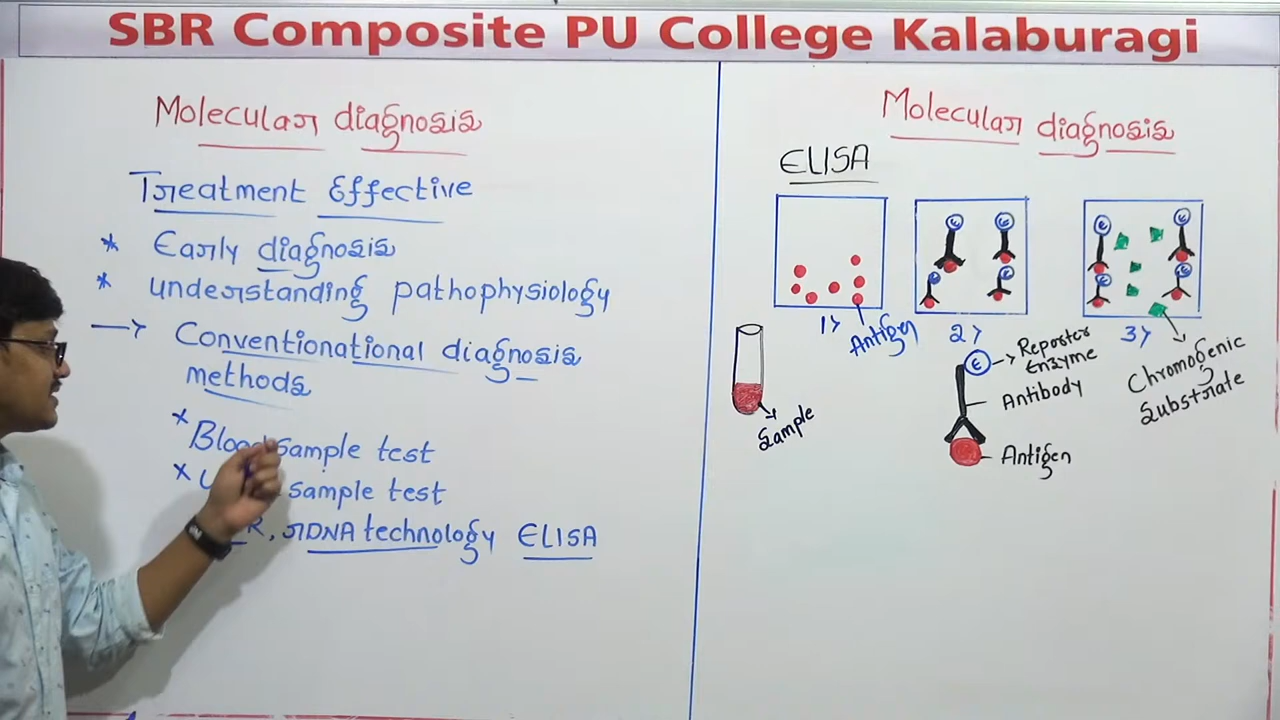 SBR Composite PU College Kalaburagi
Molecular diagnosis
Treatment Effective
* Early diagnosis
* understanding pathophysiology
→ Conventionational diagnosis
methods
* Blood sample test
* sample test
, rDNA technology ELISA
Molecular diagnosis
ELISA
E E E E
E E E E
1> Antigen
2>
3>
Sample
E → Reporter
Enzyme
Antibody
Antigen
Chromogenic
Substrate